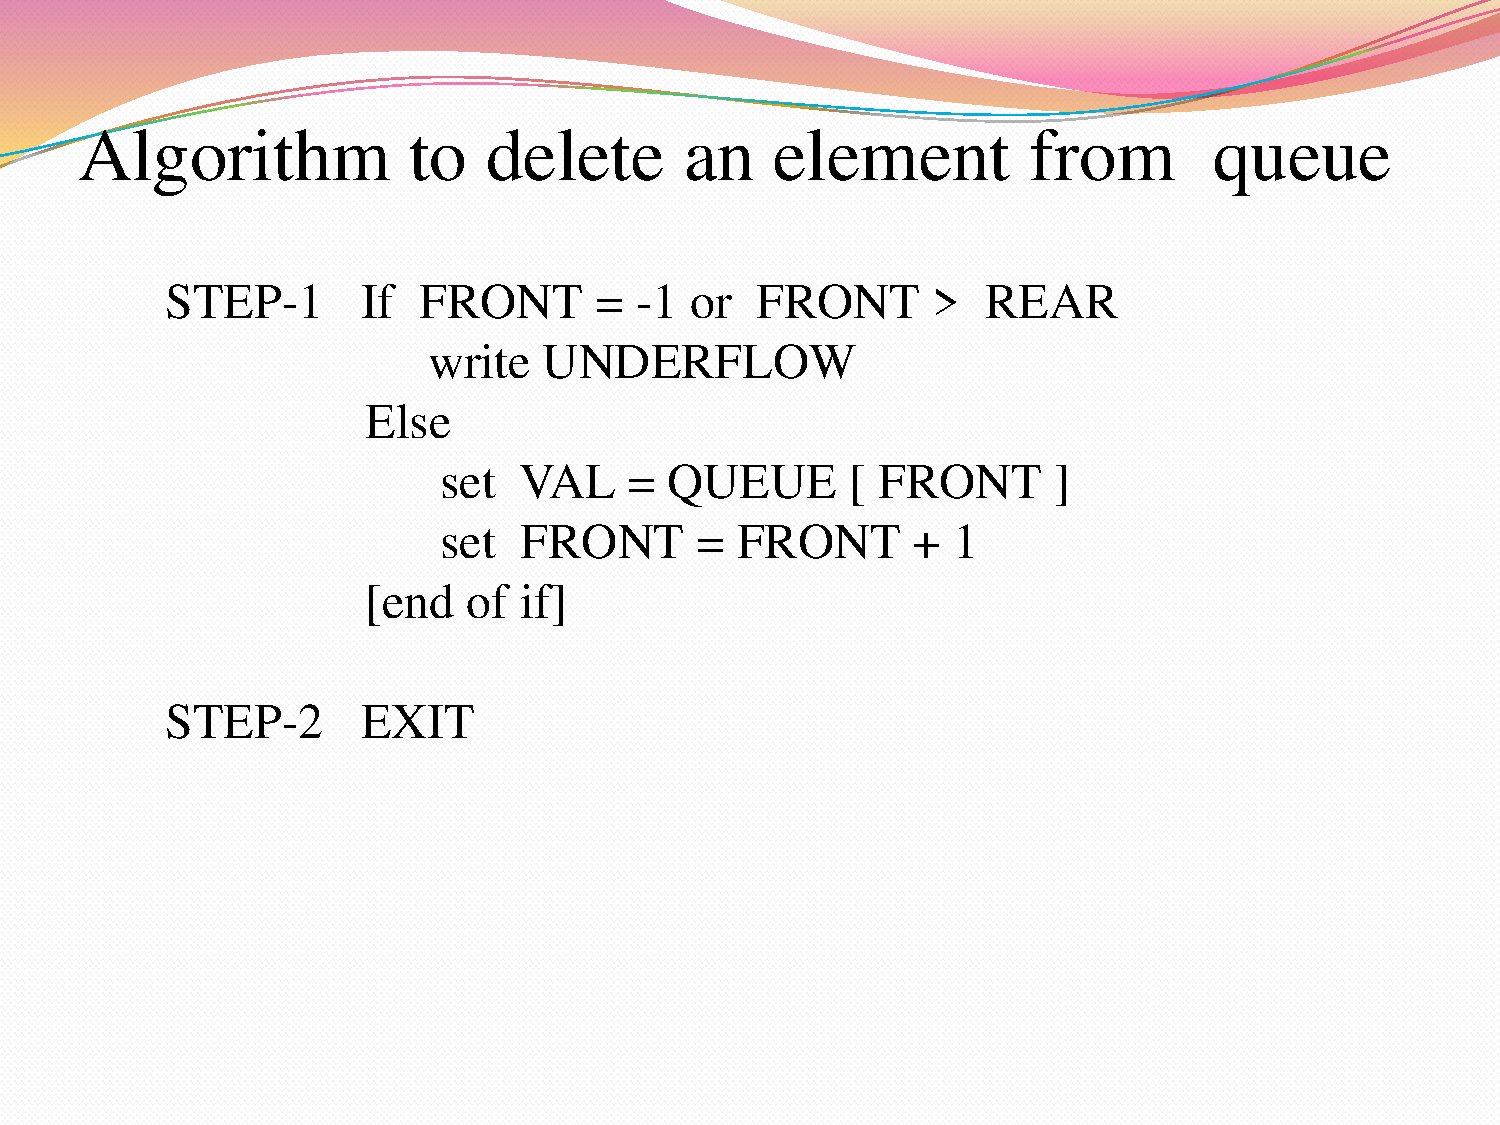 Algorithm to delete an element from queue
STEP-1 If FRONT = -1 or FRONT > REAR
write UNDERFLOW
Else
set VAL = QUEUE [ FRONT ]
set FRONT = FRONT + 1
[end of if]
STEP-2 EXIT